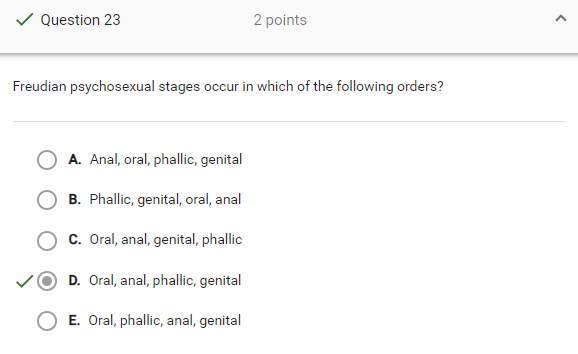 Question 23 2 points
Freudian psychosexual stages occur in which of the following orders?
A. Anal, oral, phallic, genital
B. Phallic, genital, oral, anal
C. Oral, anal, genital, phallic
D. Oral, anal, phallic, genital
E. Oral, phallic, anal, genital